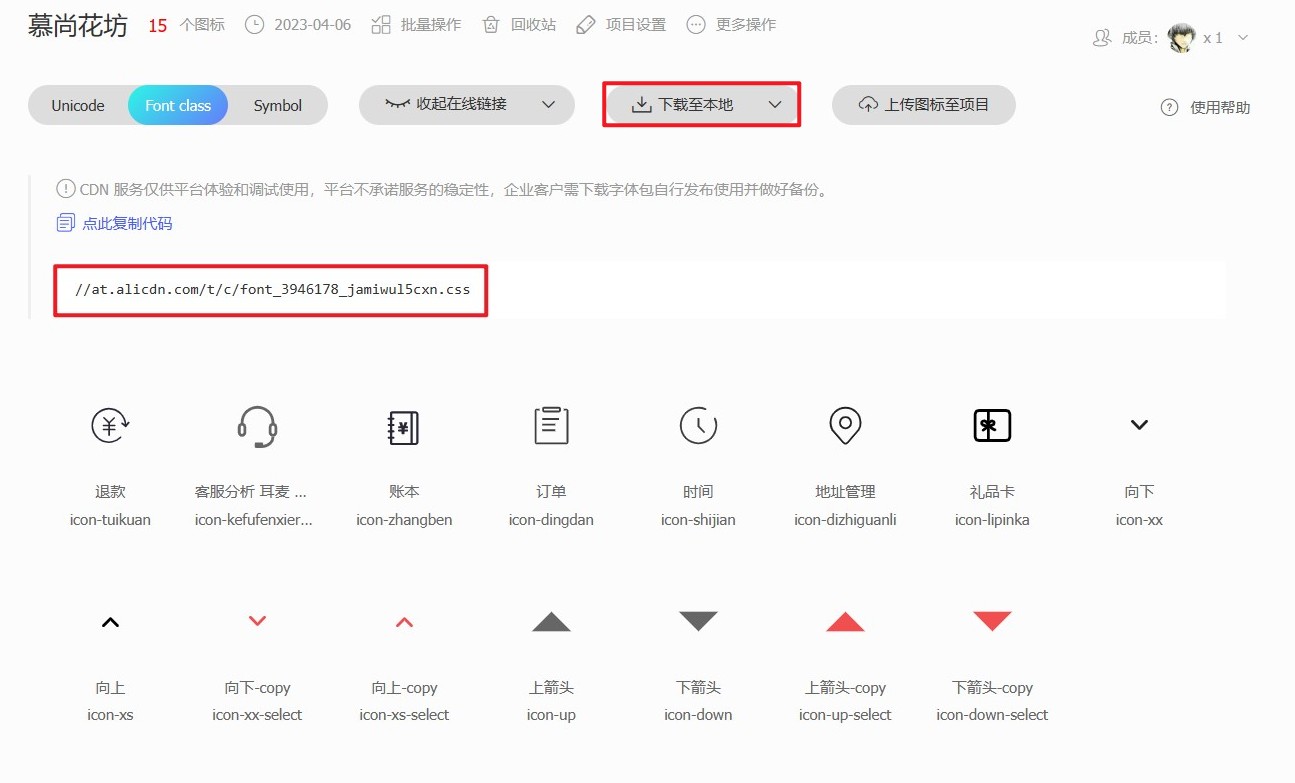 慕尚花坊 15 个图标 2023-04-06 批量操作 回收站 项目设置 更多操作
成员： x 1
Unicode Font class Symbol 收起在线链接 下载至本地 上传图标至项目 使用帮助
CDN 服务仅供平台体验和调试使用，平台不承诺服务的稳定性，企业客户需下载字体包自行发布使用并做好备份。
点此复制代码
//at.alicdn.com/t/c/font_3946178_jamiwul5cxn.css
退款 客服分析 耳麦 ... 账本 订单 时间 地址管理 礼品卡 向下
icon-tuikuan icon-kefufenxier... icon-zhangben icon-dingdan icon-shijian icon-dizhiguanli icon-lipinka icon-xx
向上 向下-copy 向上-copy 上箭头 下箭头 上箭头-copy 下箭头-copy
icon-xs icon-xx-select icon-xs-select icon-up icon-down icon-up-select icon-down-select